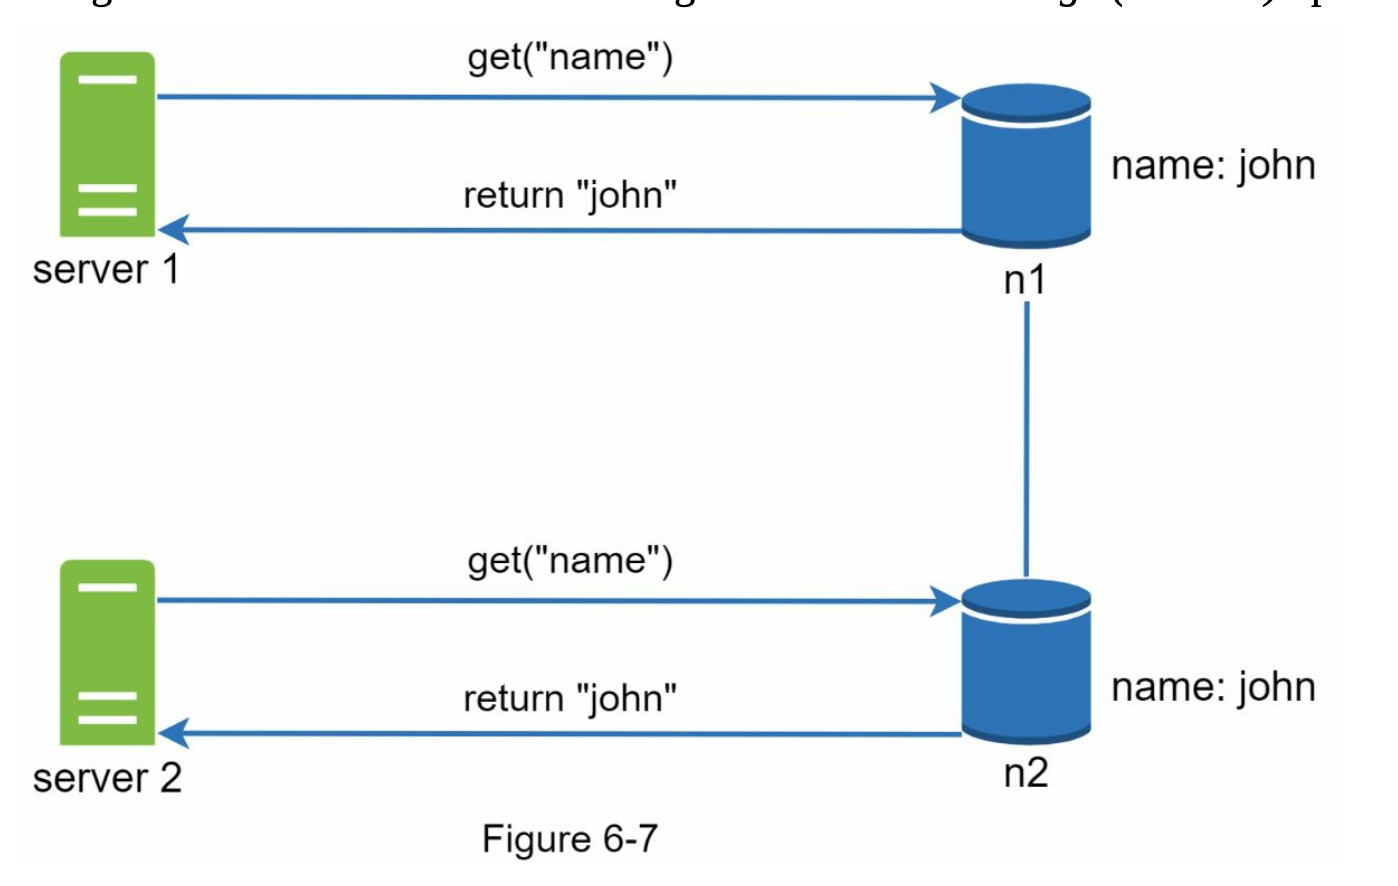 get("name")
name: john
return "john"
server 1
n1
get("name")
name: john
return "john"
server 2
n2
Figure 6-7